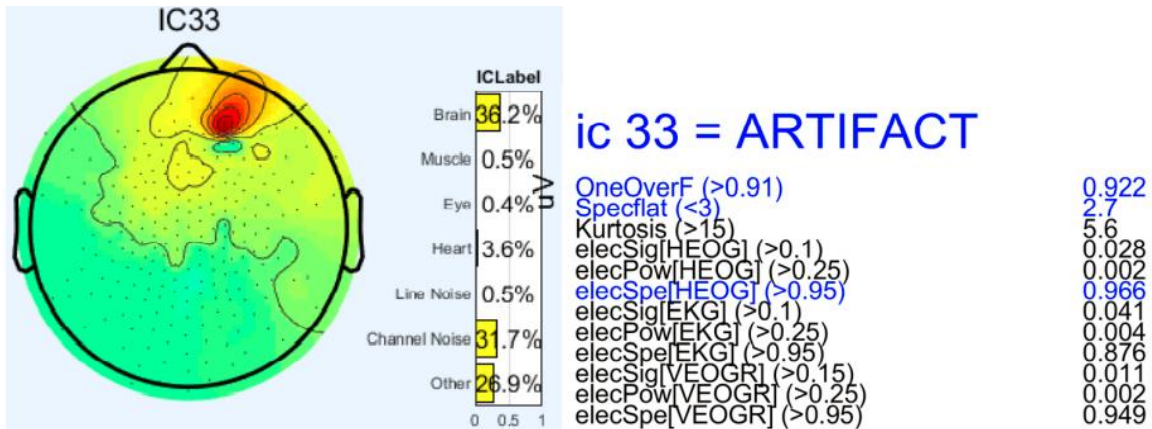 IC33
ICLabel
Brain 36.2%
Muscle 0.5%
Eye 0.4%
Heart 3.6%
Line Noise 0.5%
Channel Noise 31.7%
Other 26.9%
0 0.5 1
uV
ic 33 = ARTIFACT
OneOverF (>0.91) 0.922
Specflat (<3) 2.7
Kurtosis (>15) 5.6
elecSig[HEOG] (>0.1) 0.028
elecPow[HEOG] (>0.25) 0.002
elecSpe[HEOG] (>0.95) 0.966
elecSig[EKG] (>0.1) 0.041
elecPow[EKG] (>0.25) 0.004
elecSpe[EKG] (>0.95) 0.876
elecSig[VEOGR] (>0.15) 0.011
elecPow[VEOGR] (>0.25) 0.002
elecSpe[VEOGR] (>0.95) 0.949